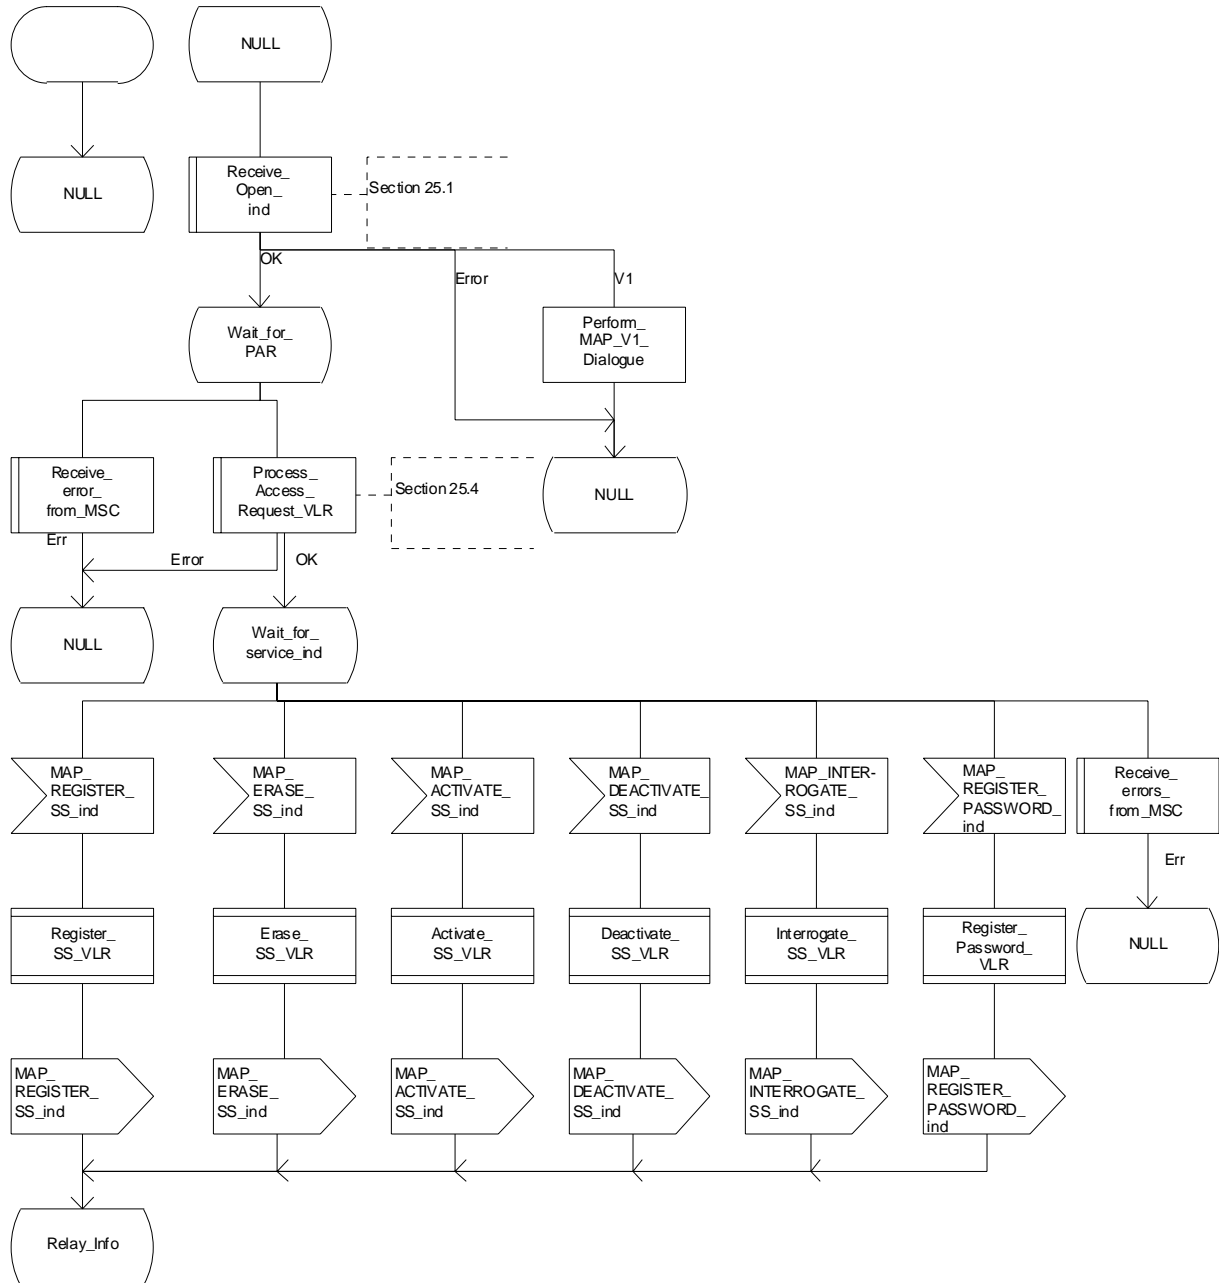 NULL
NULL
Receive_
Open_
ind
Section 25.1
OK
Error
V1
Wait_for_
PAR
Perform_
MAP_V1_
Dialogue
Receive_
error_
from_MSC
Process_
Access_
Request_VLR
Section 25.4
NULL
Err
Error
OK
NULL
Wait_for_
service_ind
MAP_
REGISTER_
SS_ind
MAP_
ERASE_
SS_ind
MAP_
ACTIVATE_
SS_ind
MAP_
DEACTIVATE_
SS_ind
MAP_INTER-
ROGATE_
SS_ind
MAP_
REGISTER_
PASSWORD_
ind
Receive_
errors_
from_MSC
Err
Register_
SS_VLR
Erase_
SS_VLR
Activate_
SS_VLR
Deactivate_
SS_VLR
Interrogate_
SS_VLR
Register_
Password_
VLR
NULL
MAP_
REGISTER_
SS_ind
MAP_
ERASE_
SS_ind
MAP_
ACTIVATE_
SS_ind
MAP_
DEACTIVATE_
SS_ind
MAP_
INTERROGATE_
SS_ind
MAP_
REGISTER_
PASSWORD_
ind
Relay_Info